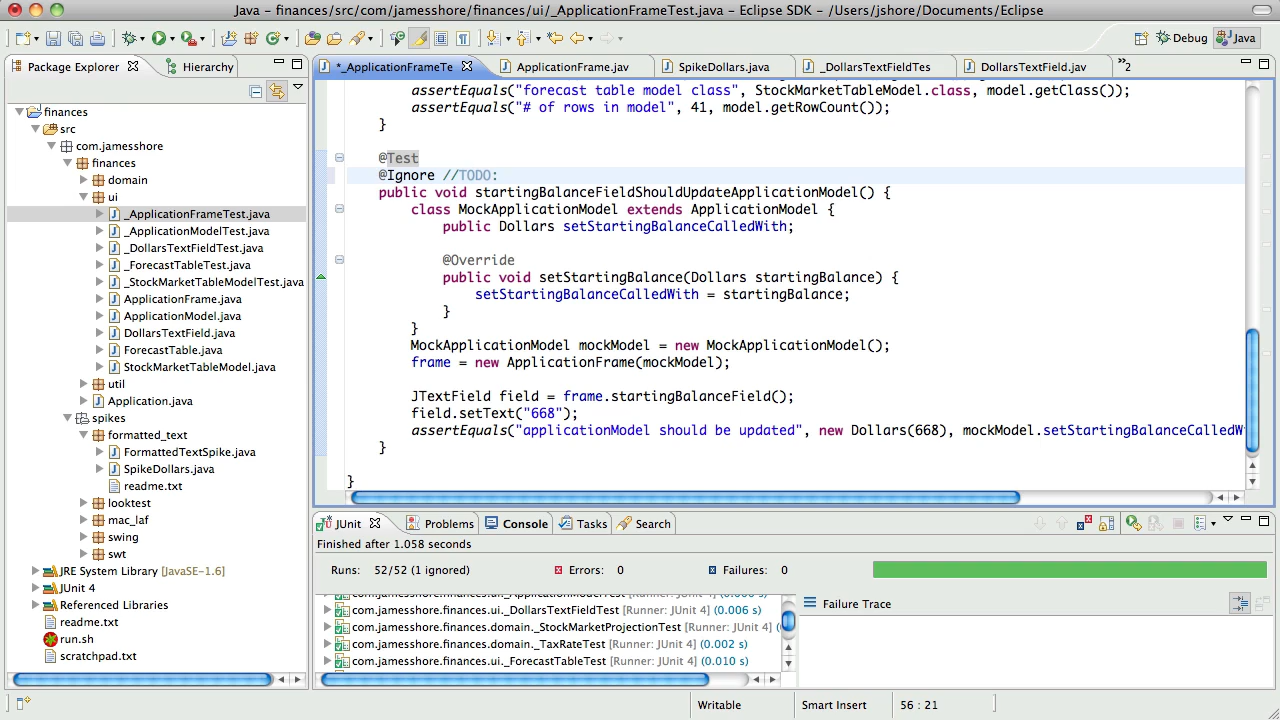 Java - finances/src/com/jamesshore/finances/ui/_ApplicationFrameTest.java - Eclipse SDK - /Users/jshore/Documents/Eclipse
Debug Java
Package Explorer Hierarchy
*_ApplicationFrameTe ApplicationFrame.jav SpikeDollars.java _DollarsTextFieldTes DollarsTextField.jav »2
finances
src
com.jamesshore
finances
domain
ui
_ApplicationFrameTest.java
_ApplicationModelTest.java
_DollarsTextFieldTest.java
_ForecastTableTest.java
_StockMarketTableModelTest.java
ApplicationFrame.java
ApplicationModel.java
DollarsTextField.java
ForecastTable.java
StockMarketTableModel.java
util
Application.java
spikes
formatted_text
FormattedTextSpike.java
SpikeDollars.java
readme.txt
looktest
mac_laf
swing
swt
JRE System Library [JavaSE-1.6]
JUnit 4
Referenced Libraries
readme.txt
run.sh
scratchpad.txt
assertEquals("forecast table model class", StockMarketTableModel.class, model.getClass());
assertEquals("# of rows in model", 41, model.getRowCount());
}
@Test
@Ignore //TODO:
public void startingBalanceFieldShouldUpdateApplicationModel() {
class MockApplicationModel extends ApplicationModel {
public Dollars setStartingBalanceCalledWith;
@Override
public void setStartingBalance(Dollars startingBalance) {
setStartingBalanceCalledWith = startingBalance;
}
}
MockApplicationModel mockModel = new MockApplicationModel();
frame = new ApplicationFrame(mockModel);
JTextField field = frame.startingBalanceField();
field.setText("668");
assertEquals("applicationModel should be updated", new Dollars(668), mockModel.setStartingBalanceCalledW
}
}
JUnit Problems Console Tasks Search
Finished after 1.058 seconds
Runs: 52/52 (1 ignored) Errors: 0 Failures: 0
com.jamesshore.finances.ui._DollarsTextFieldTest [Runner: JUnit 4] (0.006 s)
com.jamesshore.finances.domain._StockMarketProjectionTest [Runner: JUnit 4] (
com.jamesshore.finances.domain._TaxRateTest [Runner: JUnit 4] (0.002 s)
com.jamesshore.finances.ui._ForecastTableTest [Runner: JUnit 4] (0.010 s)
Failure Trace
Writable Smart Insert 56 : 21